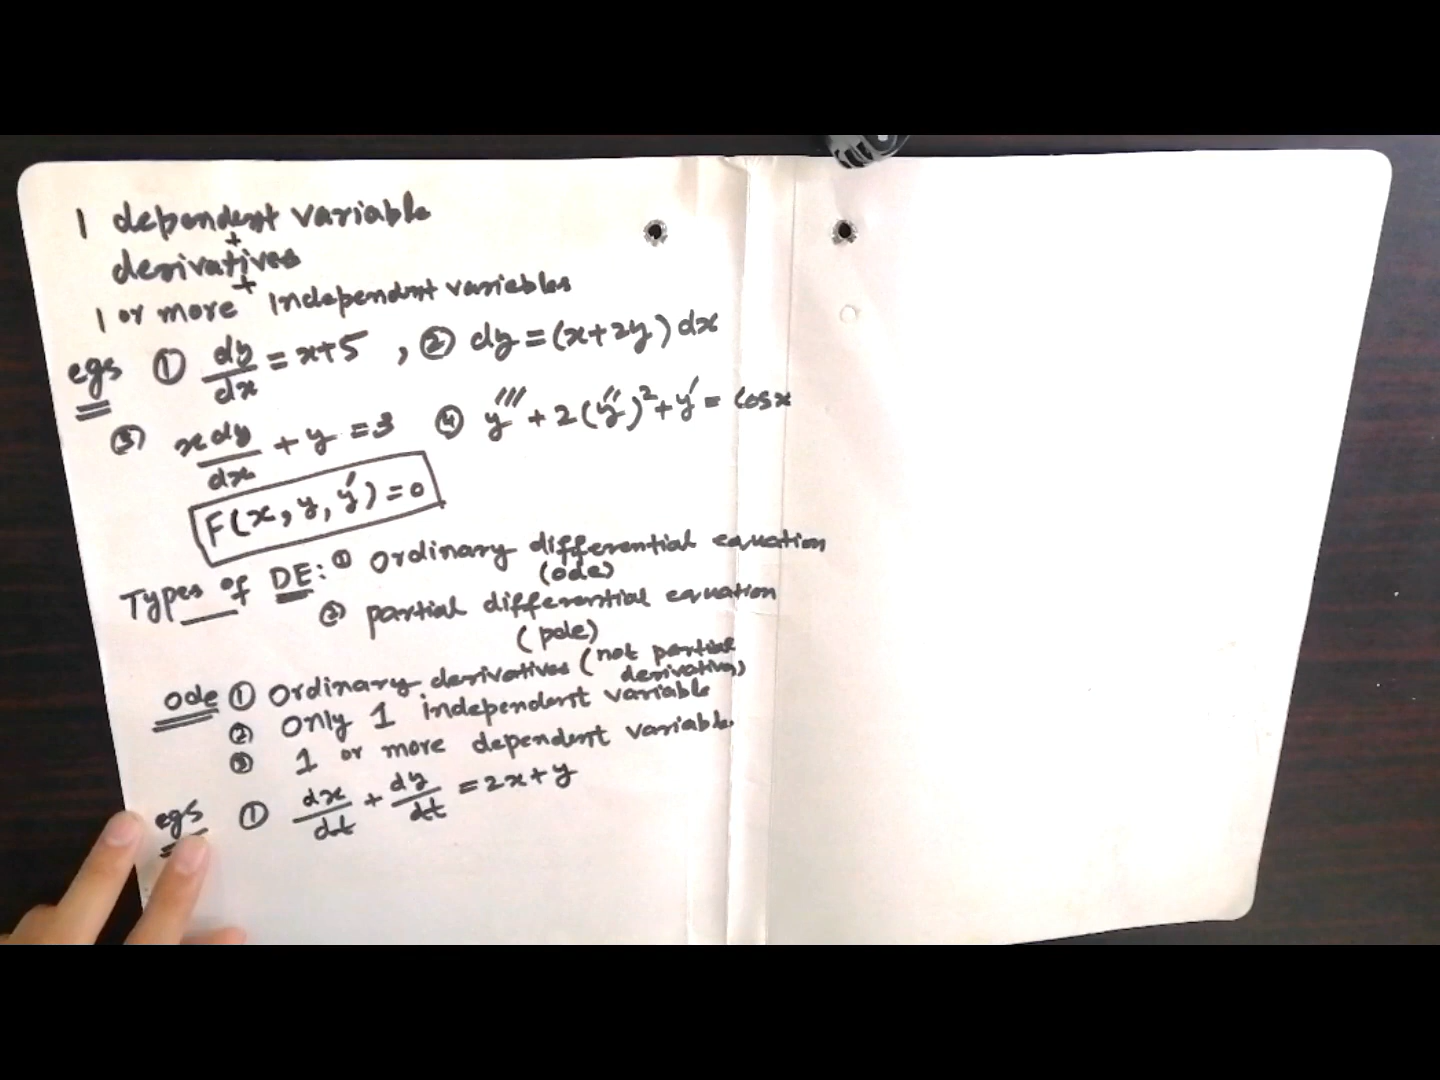 1 dependent variable
+
derivatives
+
1 or more Independent variables
egs ① dy/dx = x+5 , ② dy = (x+2y) dx
③ x dy/dx + y = 3 ④ y''' + 2(y'')² + y' = cos x
F(x, y, y') = 0
Types of DE: ① Ordinary differential equation
(ode)
② partial differential equation
(pde)
ode ① Ordinary derivatives (not partial derivatives)
② Only 1 independent variable
③ 1 or more dependent variable
egs ① dx/dt + dy/dt = 2x + y